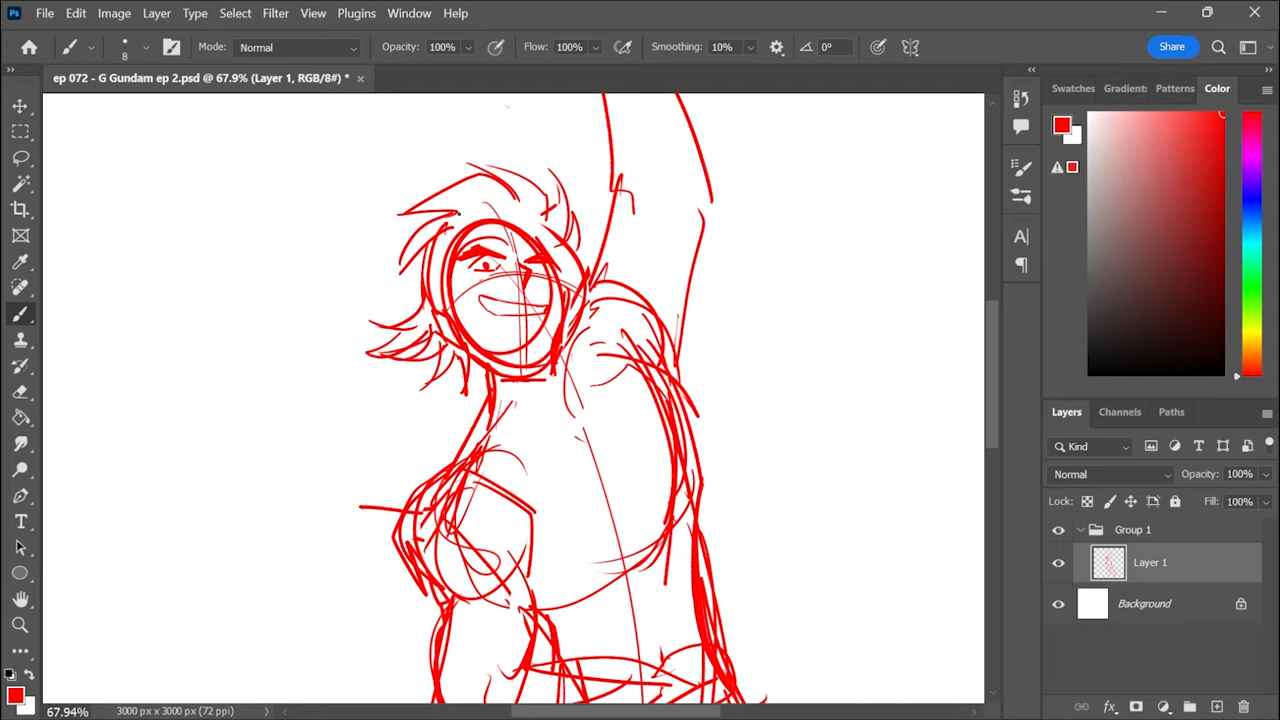 Ps File Edit Image Layer Type Select Filter View Plugins Window Help
8 Mode: Normal Opacity: 100% Flow: 100% Smoothing: 10% 0° Share
ep 072 - G Gundam ep 2.psd @ 67.9% (Layer 1, RGB/8#) *
Swatches Gradients Patterns Color
Layers Channels Paths
Kind
Normal Opacity: 100%
Lock: Fill: 100%
Group 1
Layer 1
Background
67.94% 3000 px x 3000 px (72 ppi)